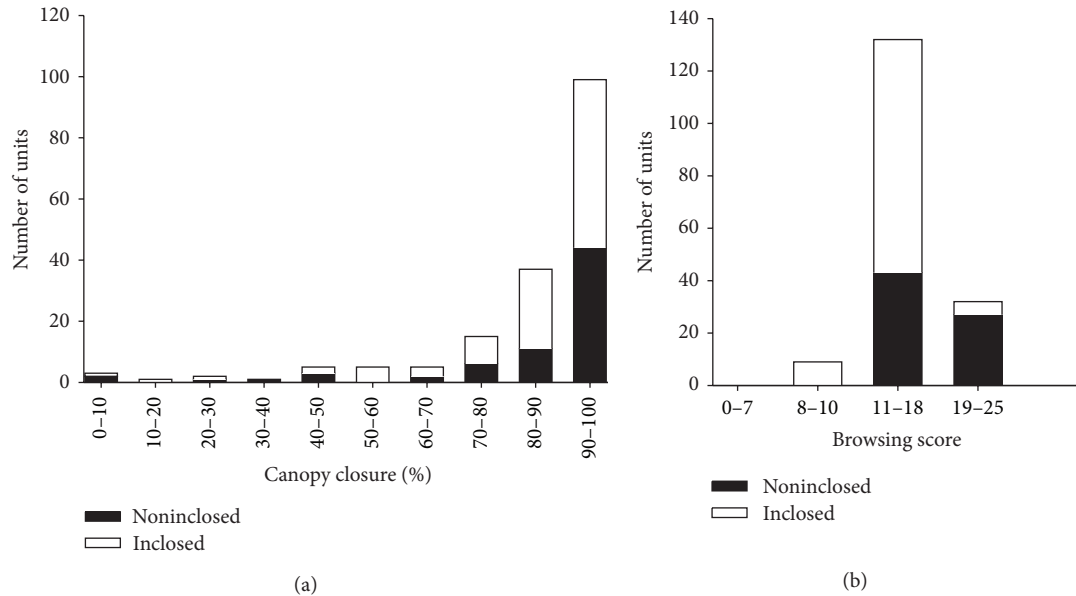 120
100
80
60
40
20
0
Number of units
0–10
10–20
20–30
30–40
40–50
50–60
60–70
70–80
80–90
90–100
Canopy closure (%)
Noninclosed
Inclosed
(a)
140
120
100
80
60
40
20
0
Number of units
0–7 8–10 11–18 19–25
Browsing score
Noninclosed
Inclosed
(b)